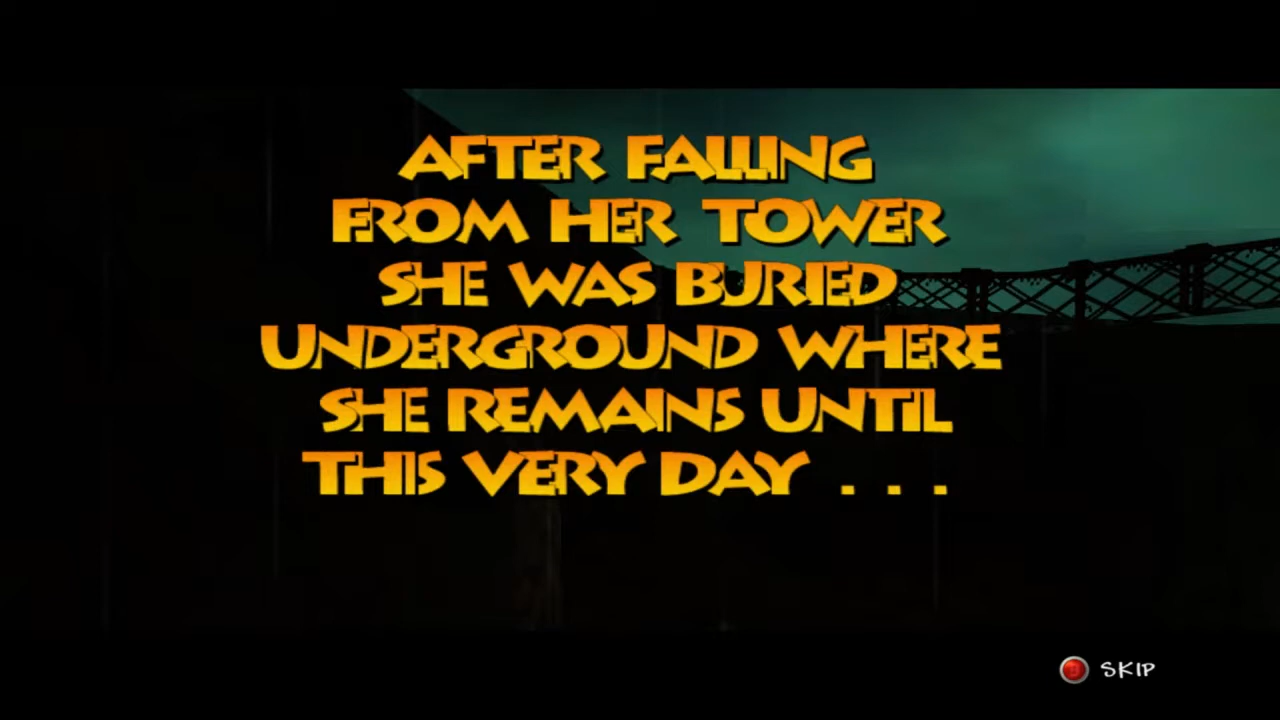 AFTER FALLING
FROM HER TOWER
SHE WAS BURIED
UNDERGROUND WHERE
SHE REMAINS UNTIL
THIS VERY DAY . . .
SKIP